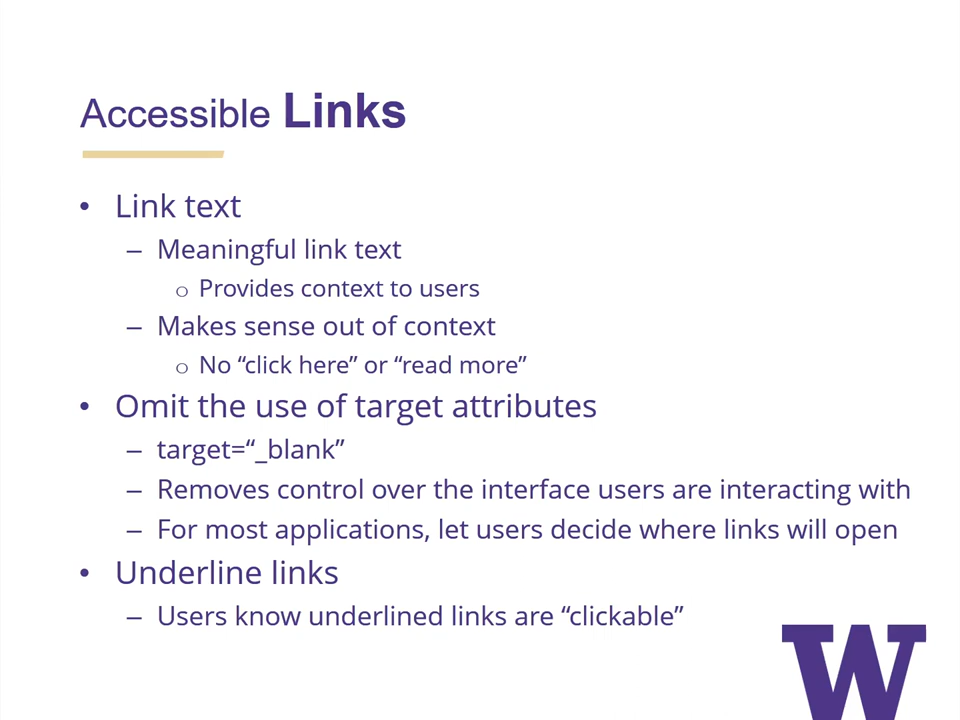 Accessible Links
• Link text
– Meaningful link text
o Provides context to users
– Makes sense out of context
o No “click here” or “read more”
• Omit the use of target attributes
– target=“_blank”
– Removes control over the interface users are interacting with
– For most applications, let users decide where links will open
• Underline links
– Users know underlined links are “clickable”
W